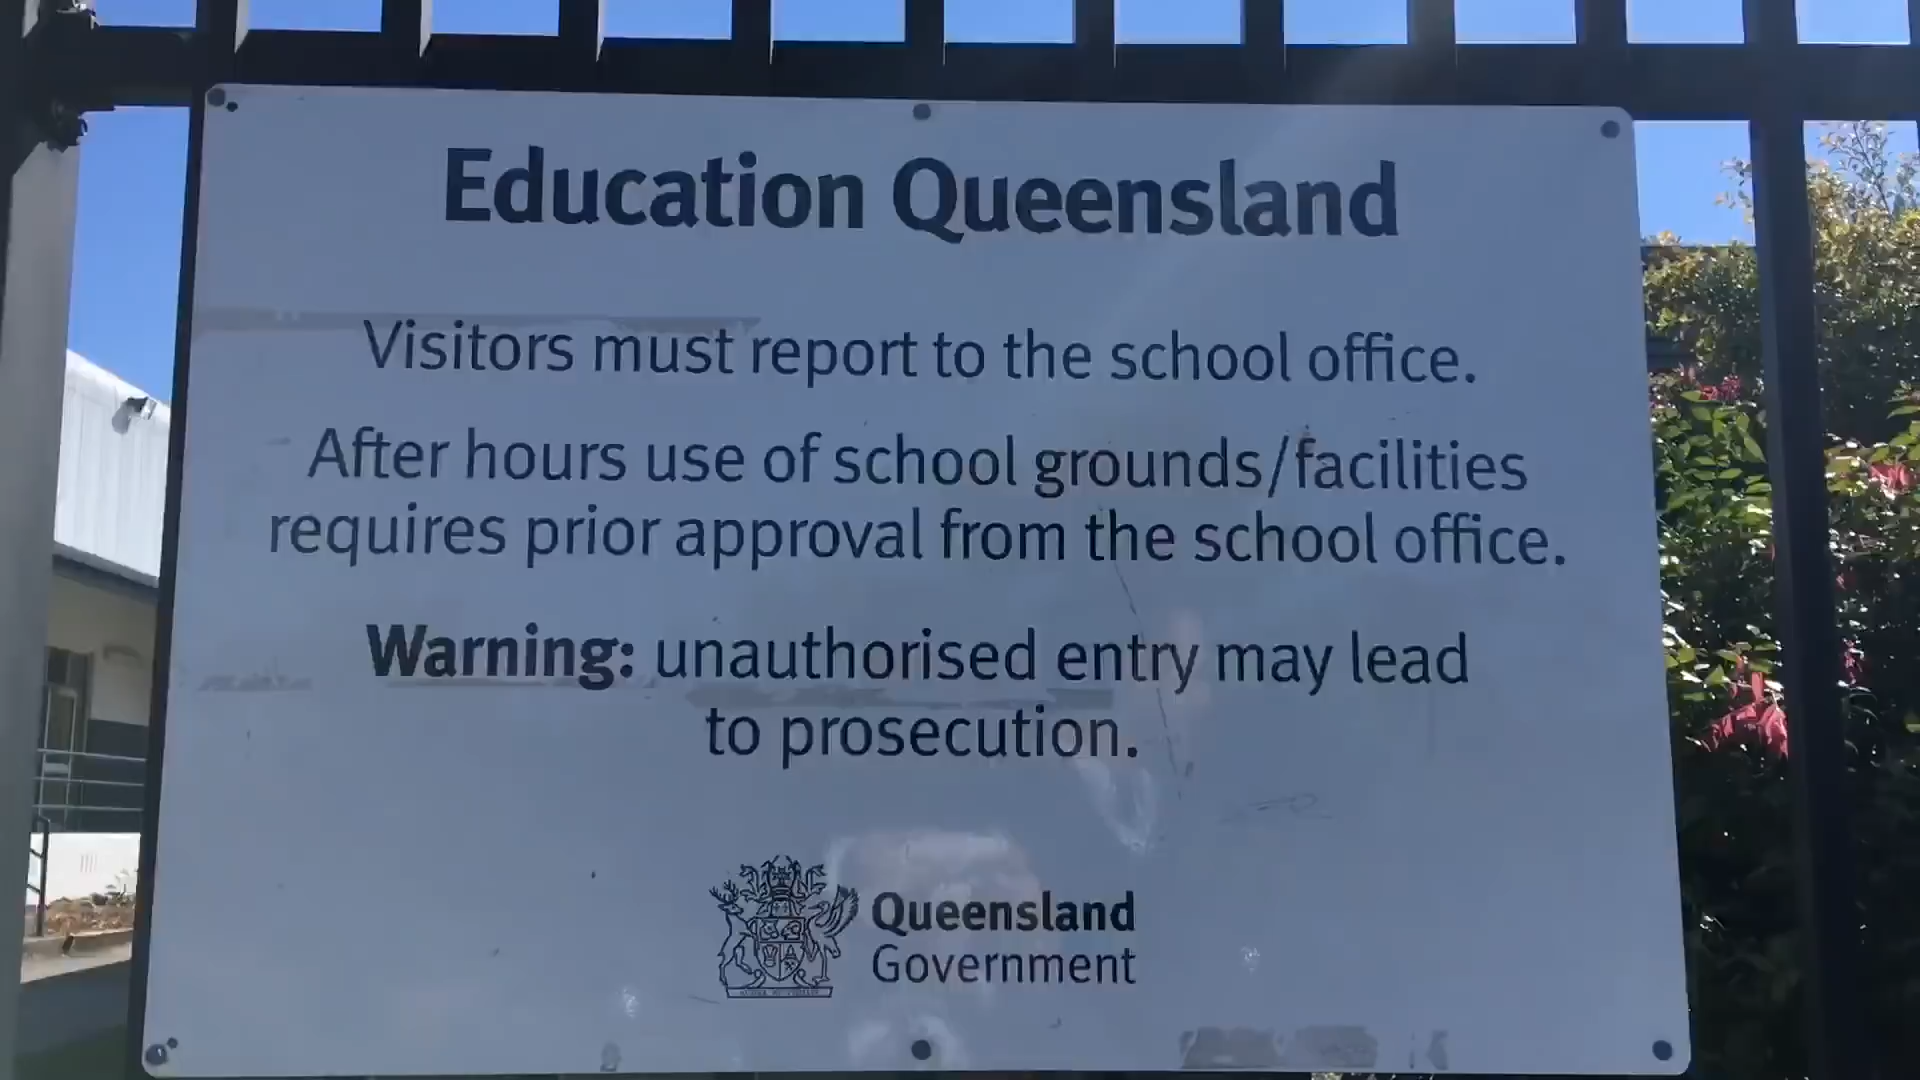 Education Queensland
Visitors must report to the school office.
After hours use of school grounds/facilities
requires prior approval from the school office.
Warning: unauthorised entry may lead
to prosecution.
Queensland
Government